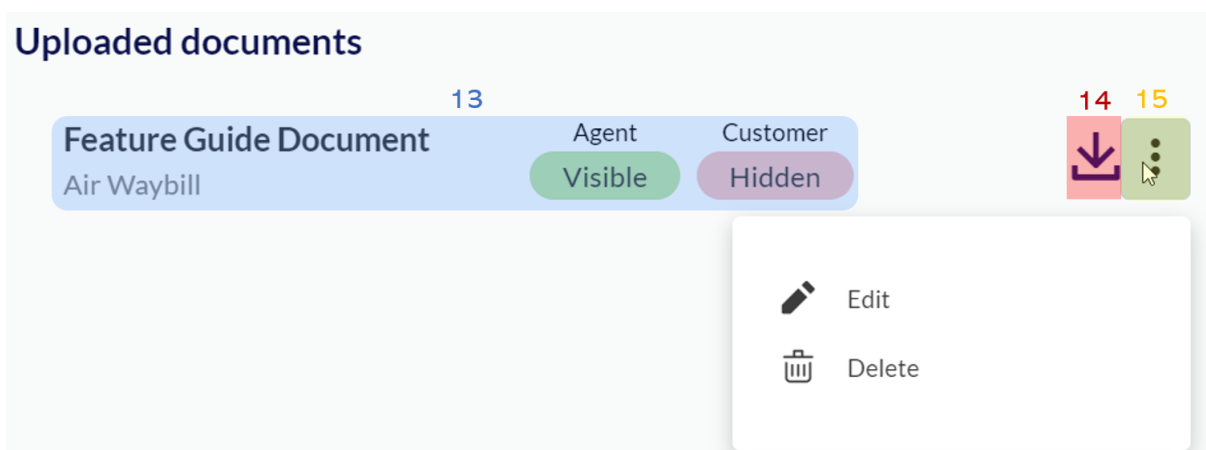 Uploaded documents
13
14
15
Feature Guide Document
Agent
Customer
Air Waybill
Visible
Hidden
Edit
Delete